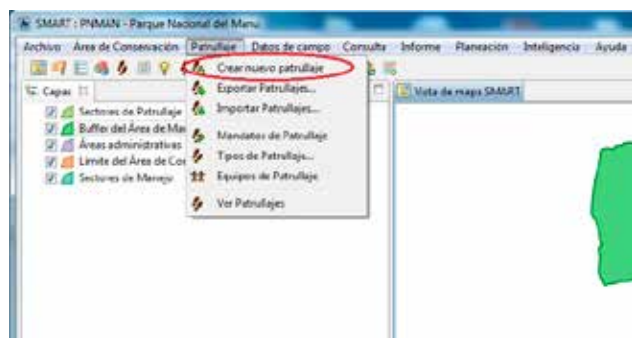 SMART : PNMAN - Parque Nacional del Manu
Archivo Área de Conservación Patrullaje Datos de campo Consulta Informe Planeación Inteligencia Ayuda
Crear nuevo patrullaje
Capas
Exportar Patrullajes...
Vista de mapa SMART
Sectores de Patrullaje
Importar Patrullajes...
Buffer del Área de Ma
Áreas administrativas
Mandatos de Patrullaje
Límite del Área de Co
Tipos de Patrullaje...
Sectores de Manejo
Equipos de Patrullaje
Ver Patrullajes